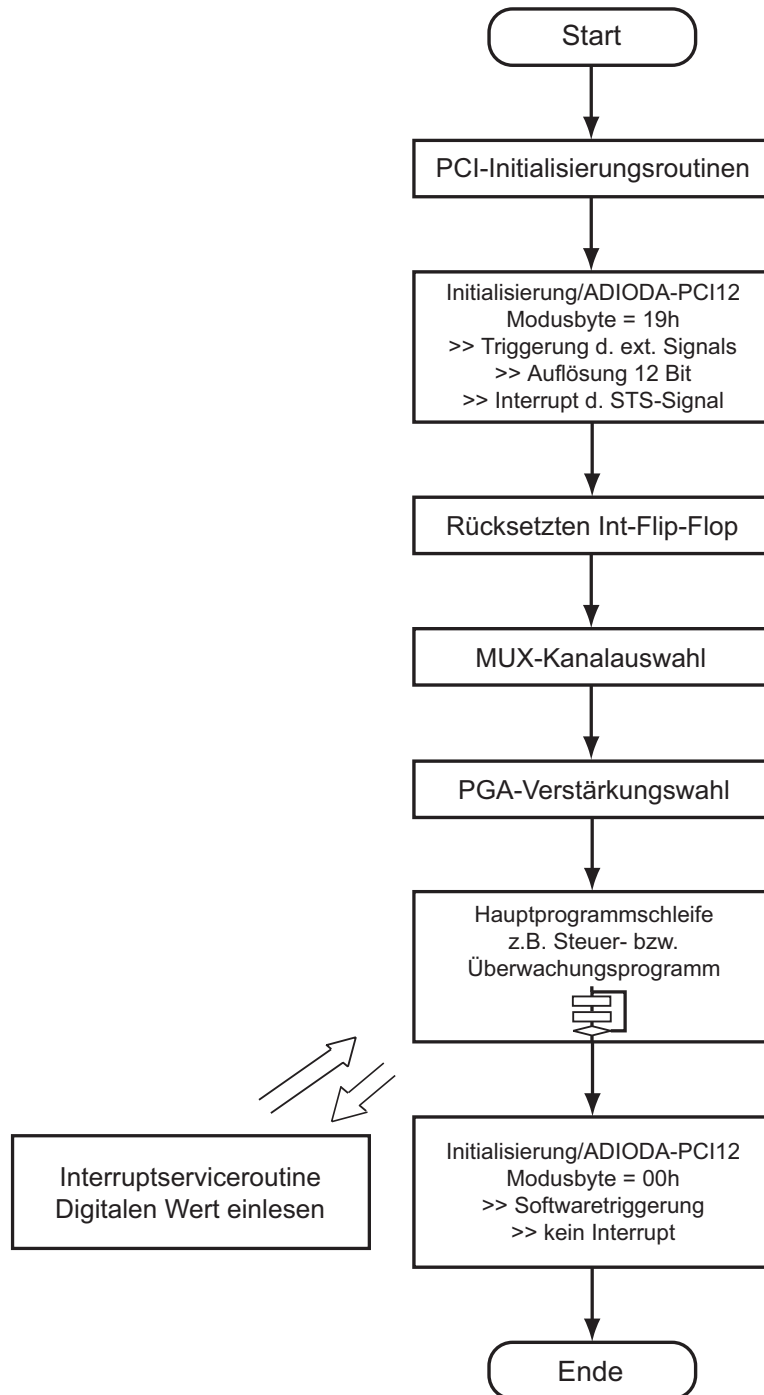 Start
PCI-Initialisierungsroutinen
Initialisierung/ADIODA-PCI12
Modusbyte = 19h
>> Triggerung d. ext. Signals
>> Auflösung 12 Bit
>> Interrupt d. STS-Signal
Rücksetzten Int-Flip-Flop
MUX-Kanalauswahl
PGA-Verstärkungswahl
Hauptprogrammschleife
z.B. Steuer- bzw.
Überwachungsprogramm
Interruptserviceroutine
Digitalen Wert einlesen
Initialisierung/ADIODA-PCI12
Modusbyte = 00h
>> Softwaretriggerung
>> kein Interrupt
Ende